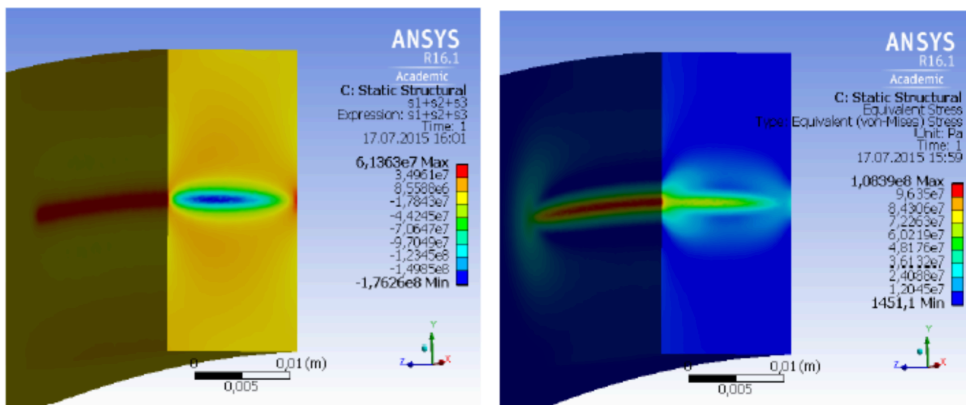 ANSYS
R16.1
Academic
C: Static Structural
s1+s2+s3
Expression: s1+s2+s3
Time: 1
17.07.2015 16:01
6,1363e7 Max
3,4961e7
8,5588e6
-1,7843e7
-4,4245e7
-7,0647e7
-9,7049e7
-1,2345e8
-1,4985e8
-1,7626e8 Min
Y
Z
X
0
0,01 (m)
0,005
ANSYS
R16.1
Academic
C: Static Structural
Equivalent Stress
Type: Equivalent (von-Mises) Stress
Unit: Pa
Time: 1
17.07.2015 15:59
1,0839e8 Max
9,635e7
8,4306e7
7,2263e7
6,0219e7
4,8176e7
3,6132e7
2,4088e7
1,2045e7
1451,1 Min
Y
Z
X
0
0,01 (m)
0,005